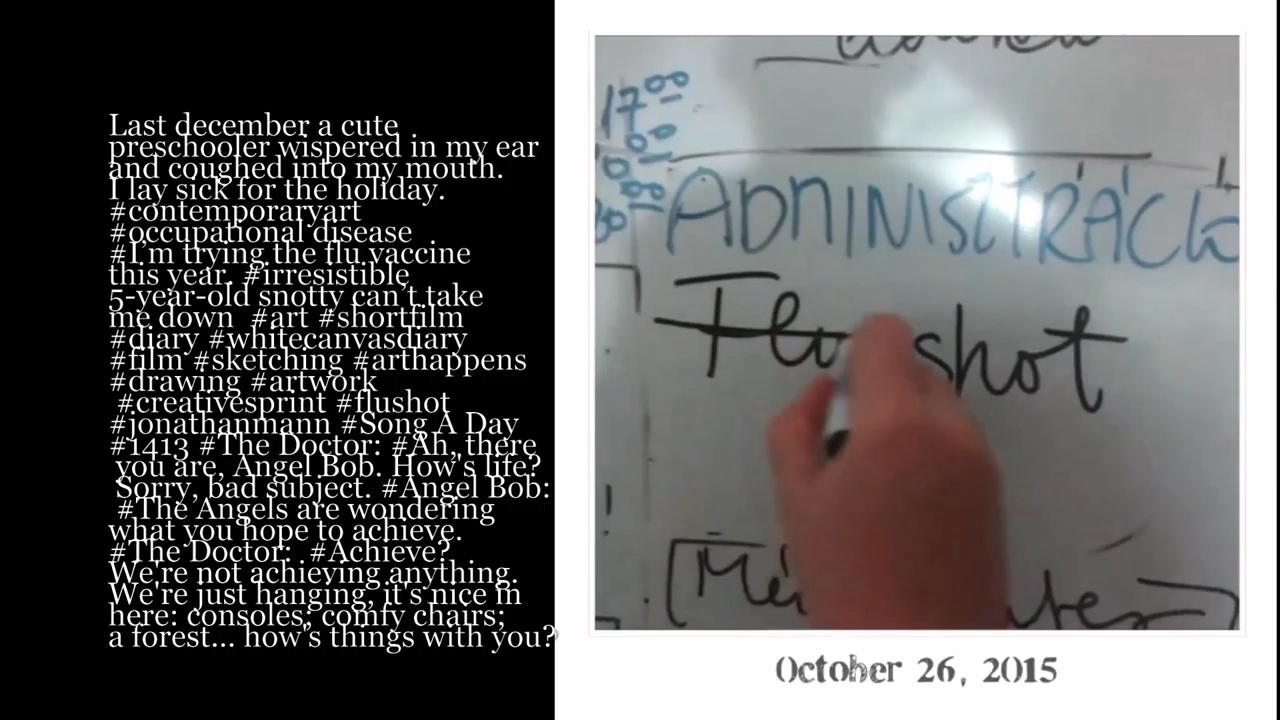 Last december a cute
preschooler wispered in my ear
and coughed into my mouth.
I lay sick for the holiday.
#contemporaryart
#occupational disease
#I'm trying the flu vaccine
this year. #irresistible
5-year-old snotty can't take
me down #art #shortfilm
#diary #whitecanvasdiary
#film #sketching #arthappens
#drawing #artwork
#creativesprint #flushot
#jonathanmann #Song A Day
#1413 #The Doctor: #Ah, there
you are, Angel Bob. How's life?
Sorry, bad subject. #Angel Bob:
#The Angels are wondering
what you hope to achieve.
#The Doctor: #Achieve?
We're not achieving anything.
We're just hanging, it's nice in
here: consoles; comfy chairs;
a forest... how's things with you?
17 00
ADMINISZTRÁCIÓ
Flu shot
October 26, 2015